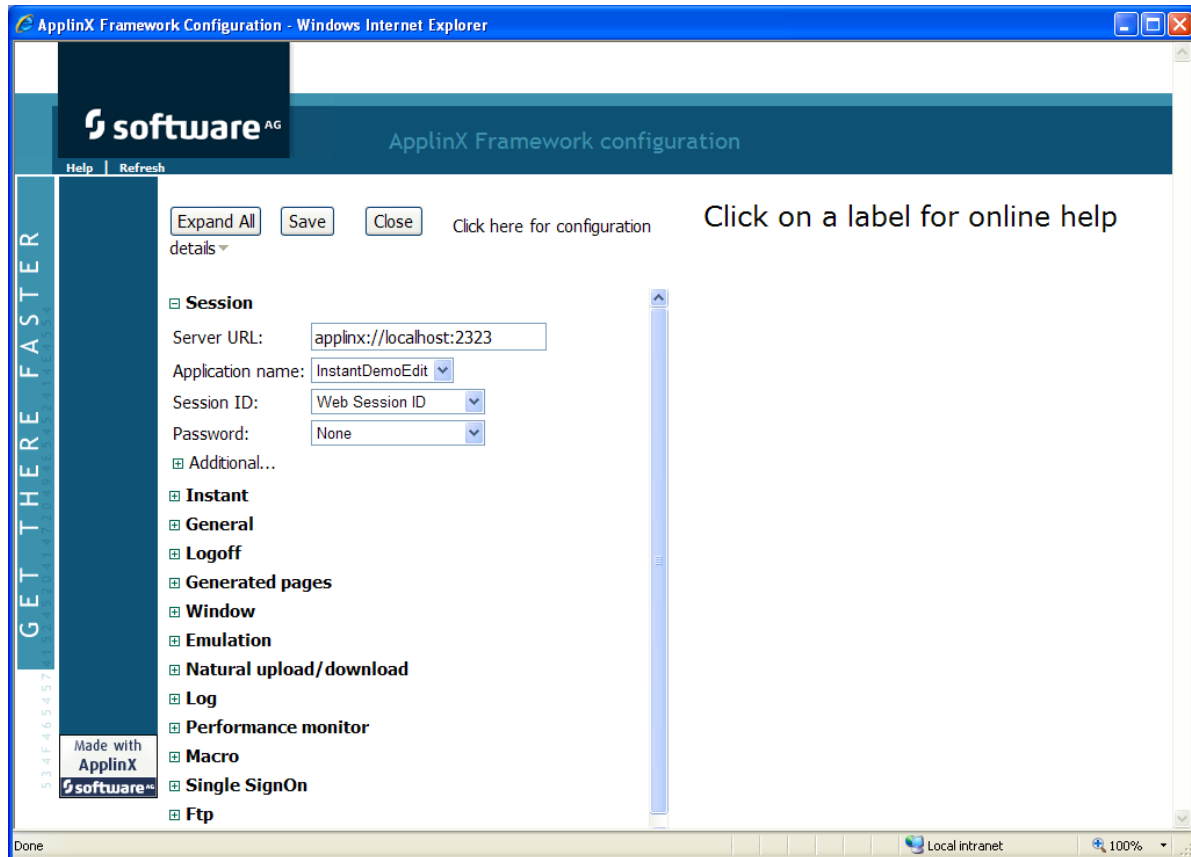 ApplinX Framework Configuration - Windows Internet Explorer
software AG
ApplinX Framework configuration
Help | Refresh
Expand All Save Close Click here for configuration
details
Click on a label for online help
GET THERE FASTER
Session
Server URL: applinx://localhost:2323
Application name: InstantDemoEdit
Session ID: Web Session ID
Password: None
Additional...
Instant
General
Logoff
Generated pages
Window
Emulation
Natural upload/download
Log
Performance monitor
Macro
Single SignOn
Ftp
Made with
ApplinX
software AG
Done Local intranet 100%